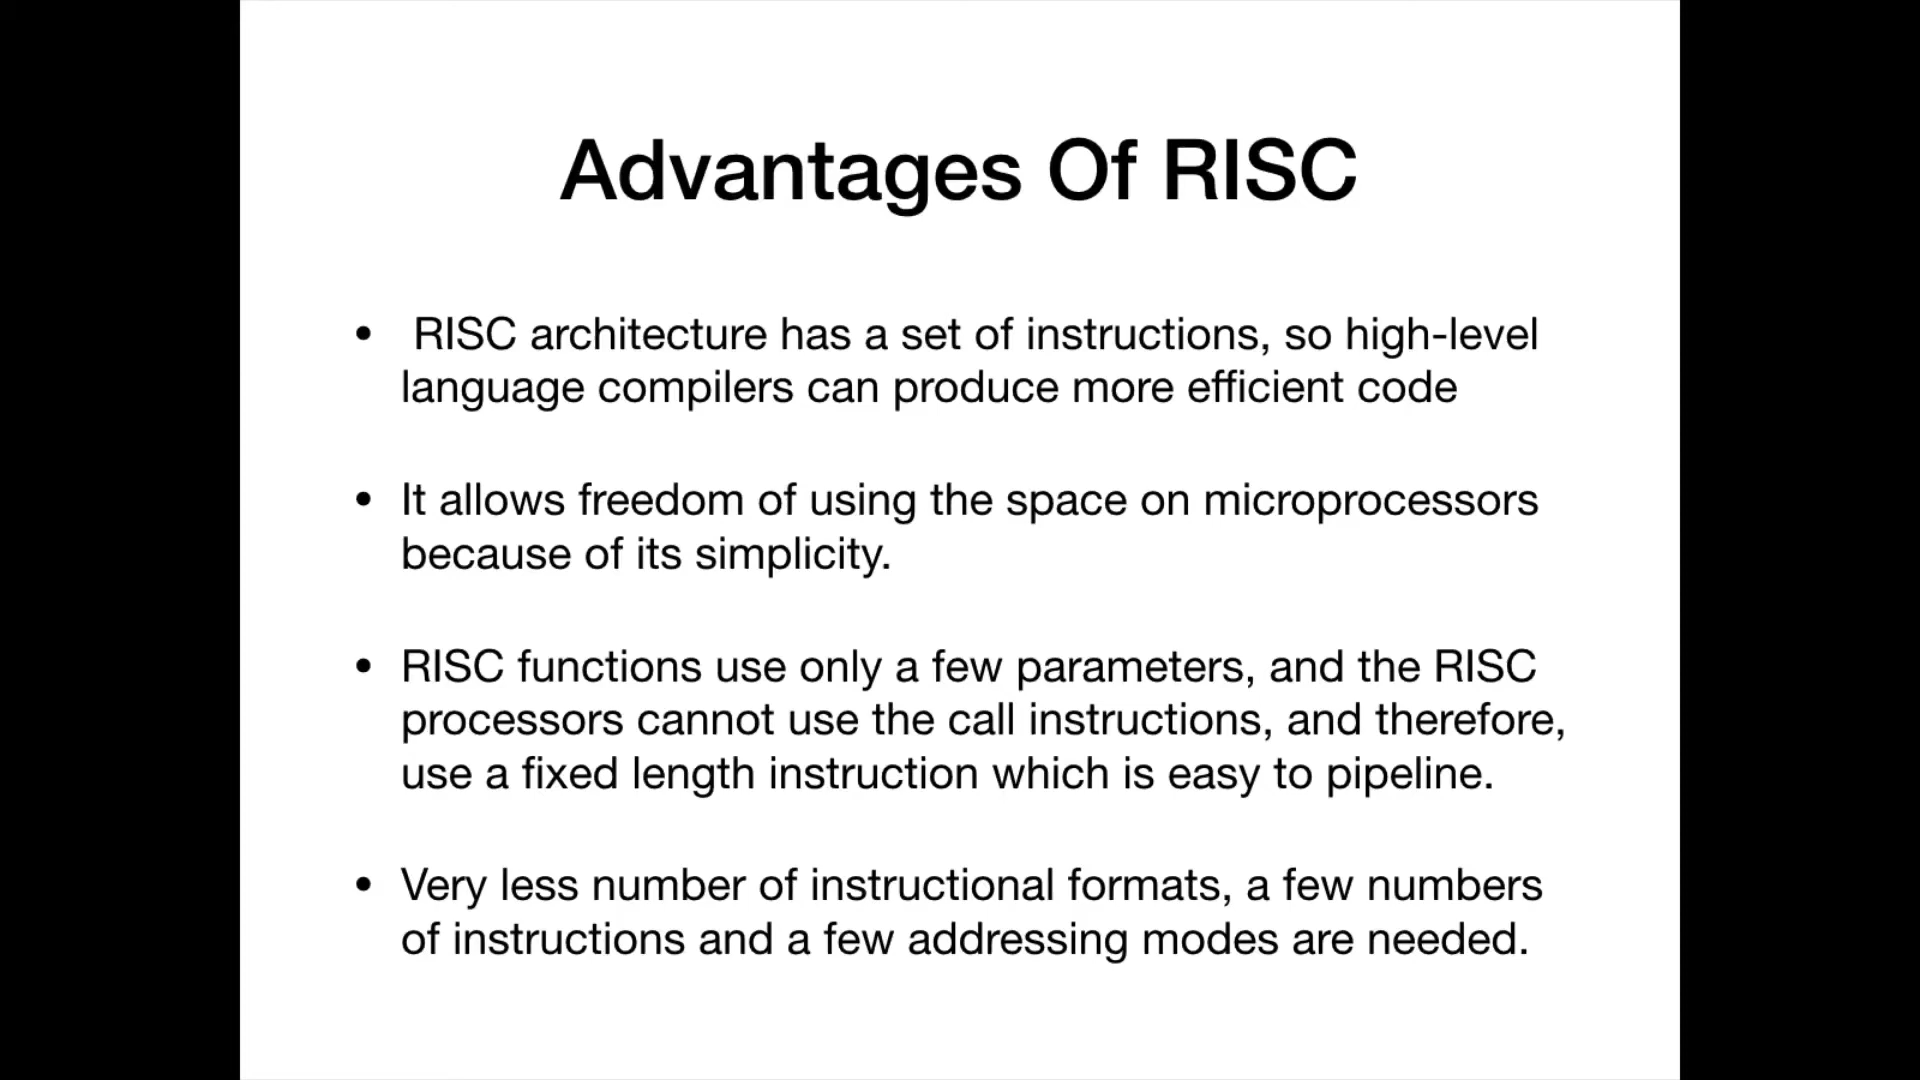 Advantages Of RISC
• RISC architecture has a set of instructions, so high-level
language compilers can produce more efficient code
• It allows freedom of using the space on microprocessors
because of its simplicity.
• RISC functions use only a few parameters, and the RISC
processors cannot use the call instructions, and therefore,
use a fixed length instruction which is easy to pipeline.
• Very less number of instructional formats, a few numbers
of instructions and a few addressing modes are needed.